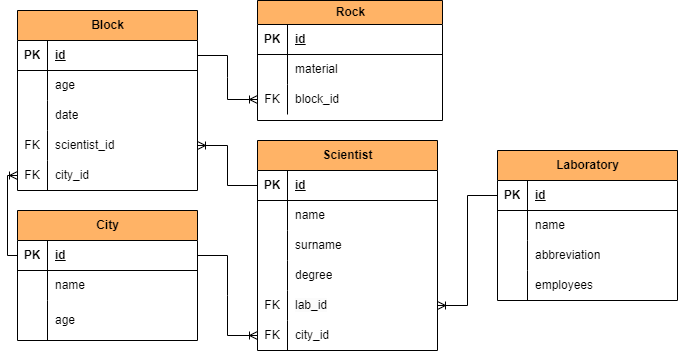 Block
PK id
age
date
FK scientist_id
FK city_id
Rock
PK id
material
FK block_id
Scientist
PK id
name
surname
degree
FK lab_id
FK city_id
Laboratory
PK id
name
abbreviation
employees
City
PK id
name
age